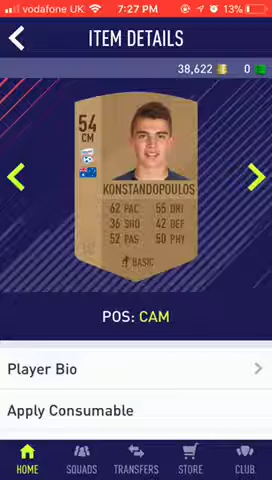 vodafone UK 7:27 PM 13%
ITEM DETAILS
38,622 0
54
CM
KONSTANDOPOULOS
62 PAC 55 DRI
36 SHO 42 DEF
52 PAS 50 PHY
BASIC
POS: CAM
Player Bio
Apply Consumable
HOME SQUADS TRANSFERS STORE CLUB